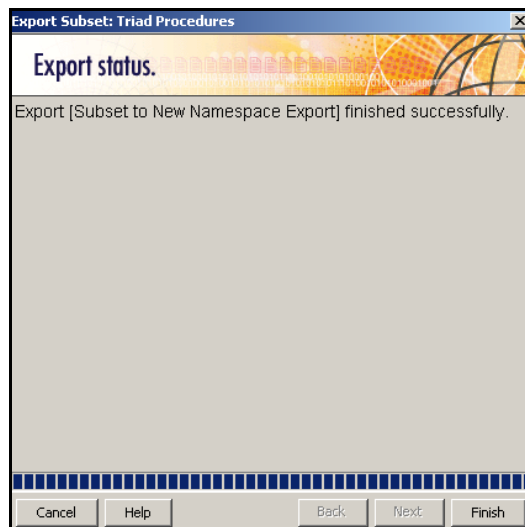 Export Subset: Triad Procedures
Export status.
Export [Subset to New Namespace Export] finished successfully.
Cancel Help Back Next Finish